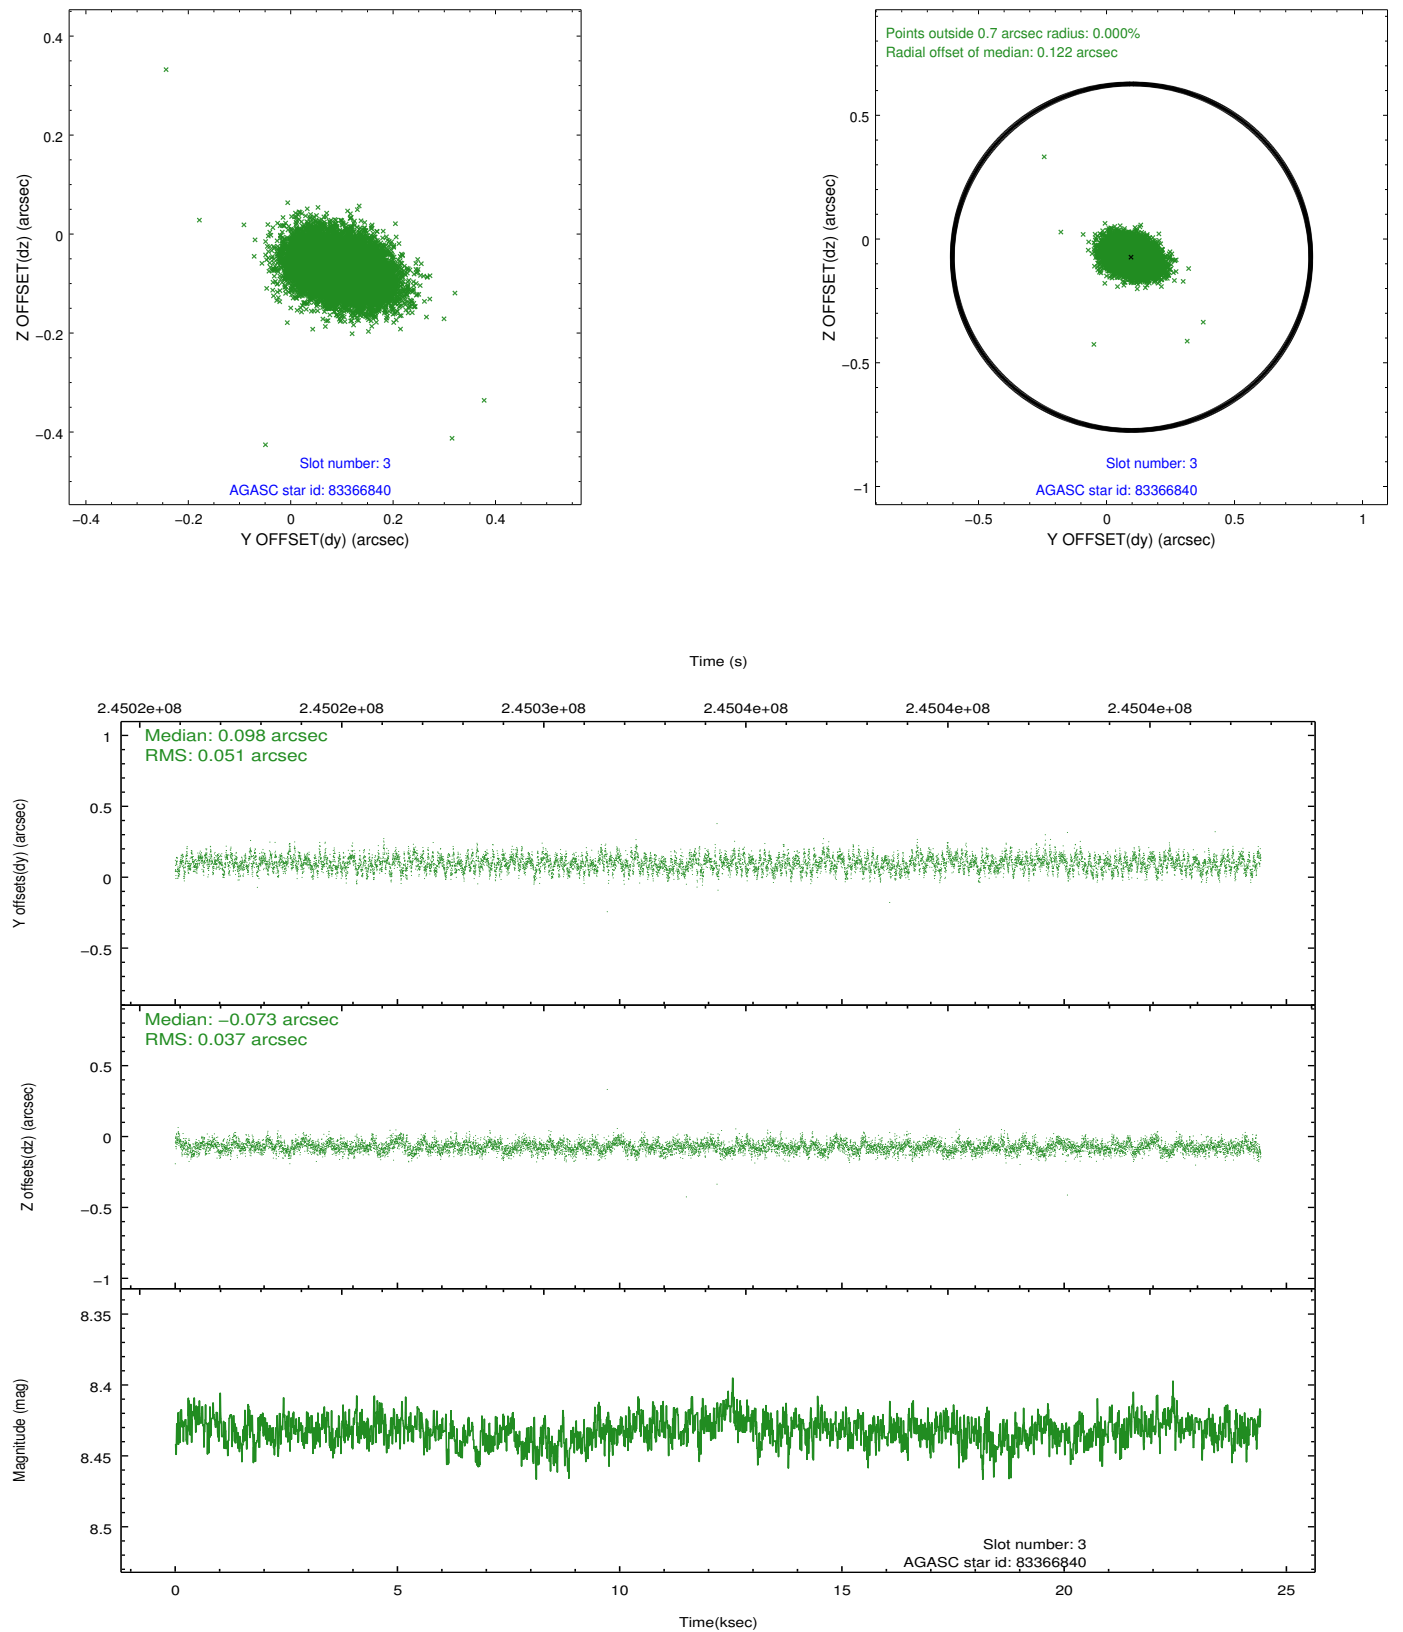 0.4
0.2
0
−0.2
−0.4
Z OFFSET(dz) (arcsec)
Slot number: 3
AGASC star id: 83366840
−0.4 −0.2 0 0.2 0.4
Y OFFSET(dy) (arcsec)
Points outside 0.7 arcsec radius: 0.000%
Radial offset of median: 0.122 arcsec
0.5
0
−0.5
−1
Z OFFSET(dz) (arcsec)
Slot number: 3
AGASC star id: 83366840
−0.5 0 0.5 1
Y OFFSET(dy) (arcsec)
Time (s)
2.4502e+08 2.4502e+08 2.4503e+08 2.4504e+08 2.4504e+08 2.4504e+08
Median: 0.098 arcsec
RMS: 0.051 arcsec
1
0.5
0
−0.5
Y offsets(dy) (arcsec)
Median: −0.073 arcsec
RMS: 0.037 arcsec
0.5
0
−0.5
−1
Z offsets(dz) (arcsec)
8.35
8.4
8.45
8.5
Magnitude (mag)
Slot number: 3
AGASC star id: 83366840
0 5 10 15 20 25
Time(ksec)